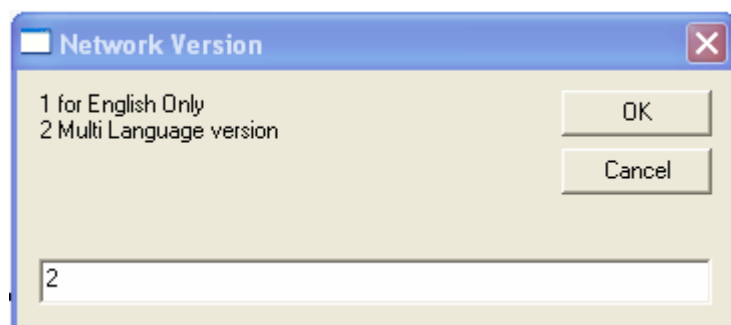 Network Version
1 for English Only
2 Multi Language version
OK
Cancel
2